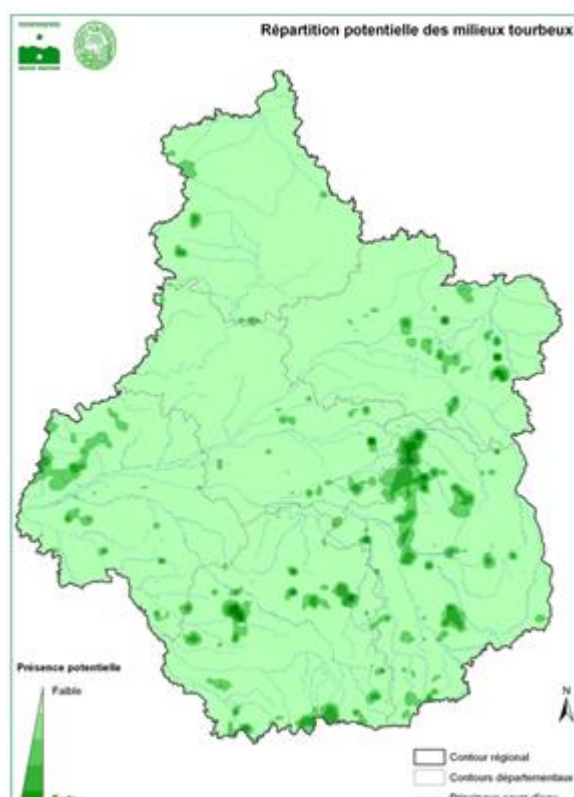 Répartition potentielle des milieux tourbeux
Présence potentielle
Faible
N
Contour régional
Contours départementaux